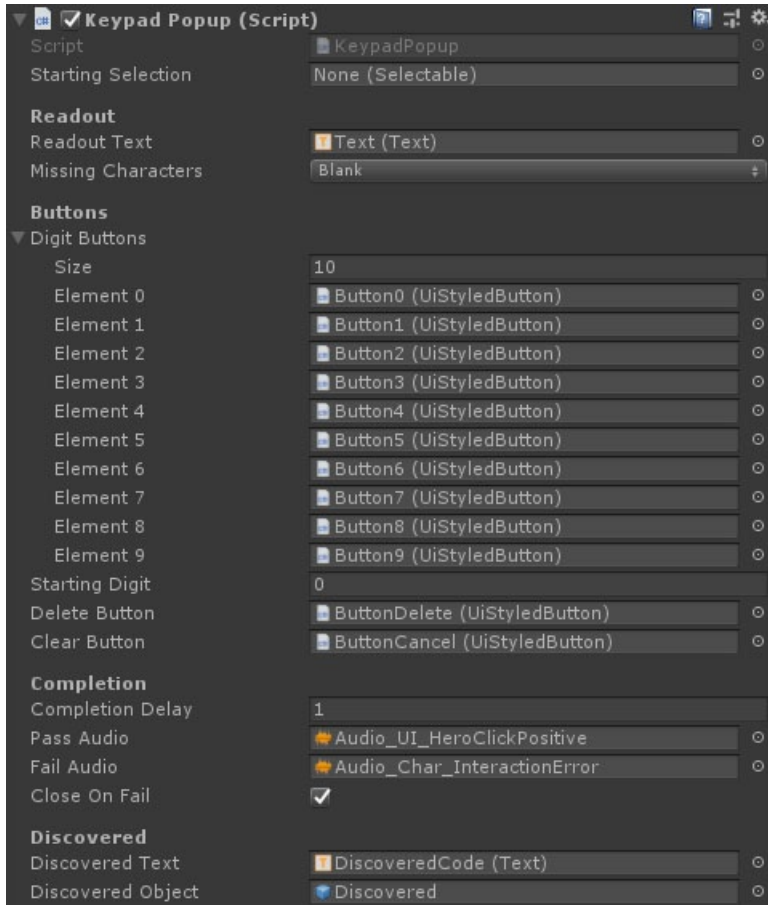 Keypad Popup (Script)
Script KeypadPopup
Starting Selection None (Selectable)
Readout
Readout Text Text (Text)
Missing Characters Blank
Buttons
Digit Buttons
Size 10
Element 0 Button0 (UiStyledButton)
Element 1 Button1 (UiStyledButton)
Element 2 Button2 (UiStyledButton)
Element 3 Button3 (UiStyledButton)
Element 4 Button4 (UiStyledButton)
Element 5 Button5 (UiStyledButton)
Element 6 Button6 (UiStyledButton)
Element 7 Button7 (UiStyledButton)
Element 8 Button8 (UiStyledButton)
Element 9 Button9 (UiStyledButton)
Starting Digit 0
Delete Button ButtonDelete (UiStyledButton)
Clear Button ButtonCancel (UiStyledButton)
Completion
Completion Delay 1
Pass Audio Audio_UI_HeroClickPositive
Fail Audio Audio_Char_InteractionError
Close On Fail
Discovered
Discovered Text DiscoveredCode (Text)
Discovered Object Discovered